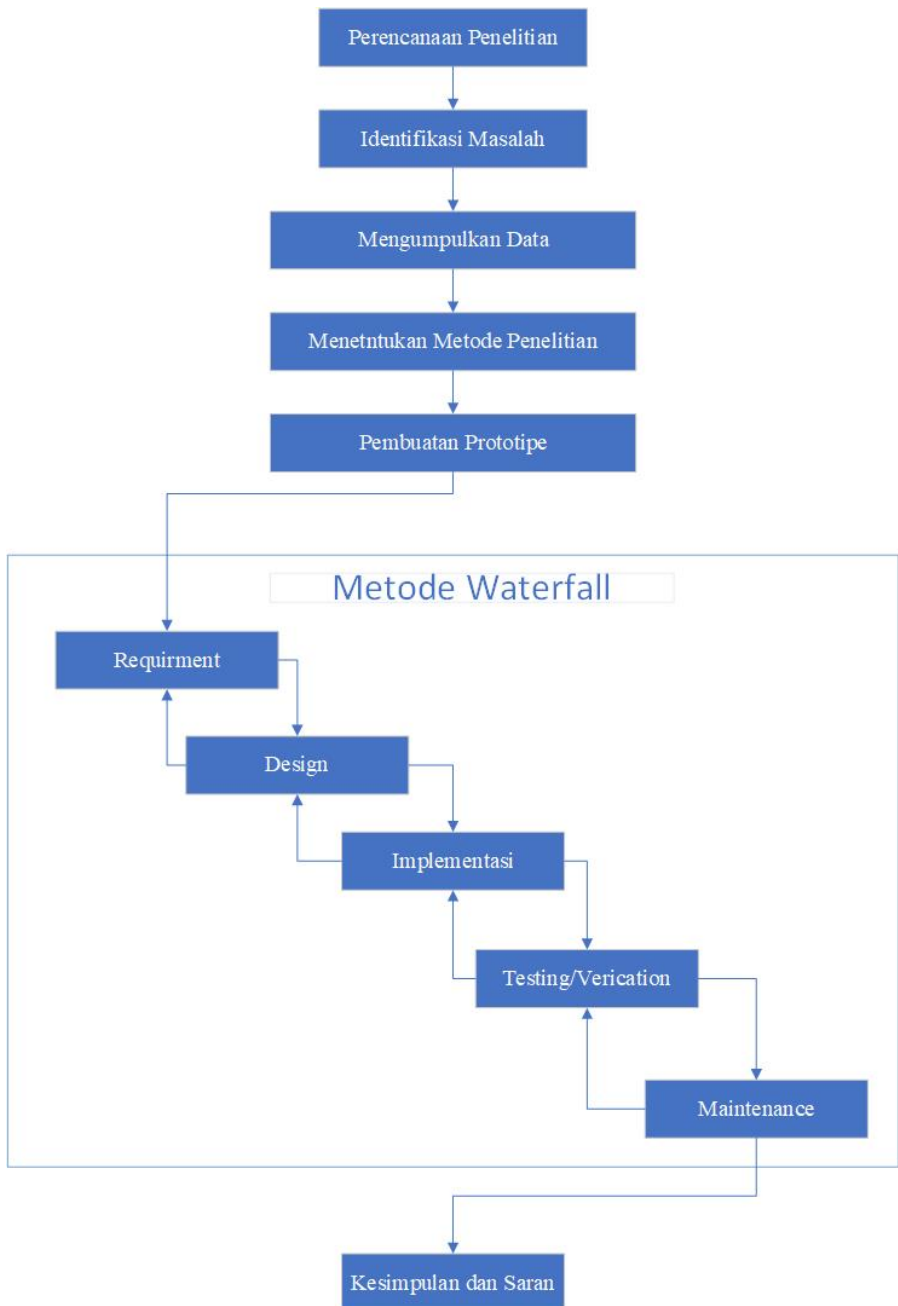 Perencanaan Penelitian
Identifikasi Masalah
Mengumpulkan Data
Menetntukan Metode Penelitian
Pembuatan Prototipe
Metode Waterfall
Requirment
Design
Implementasi
Testing/Verication
Maintenance
Kesimpulan dan Saran